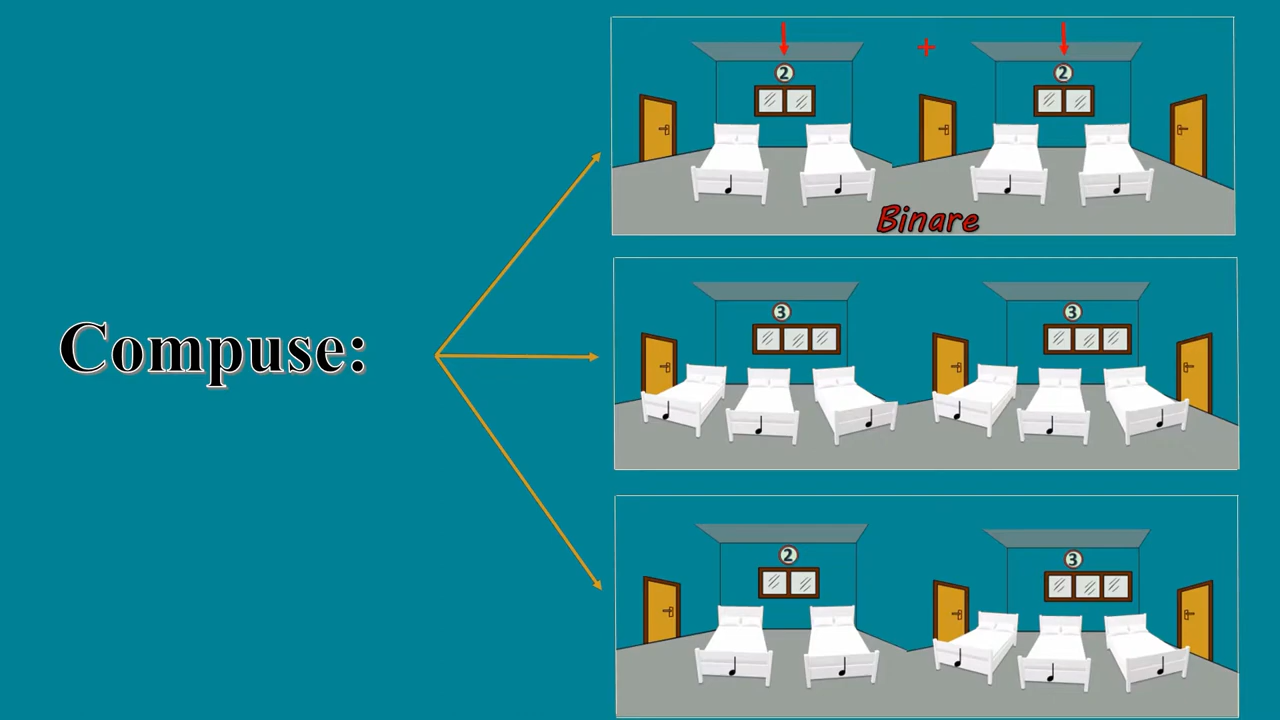 Compuse:
2 + 2
Binare
3 3
2 3